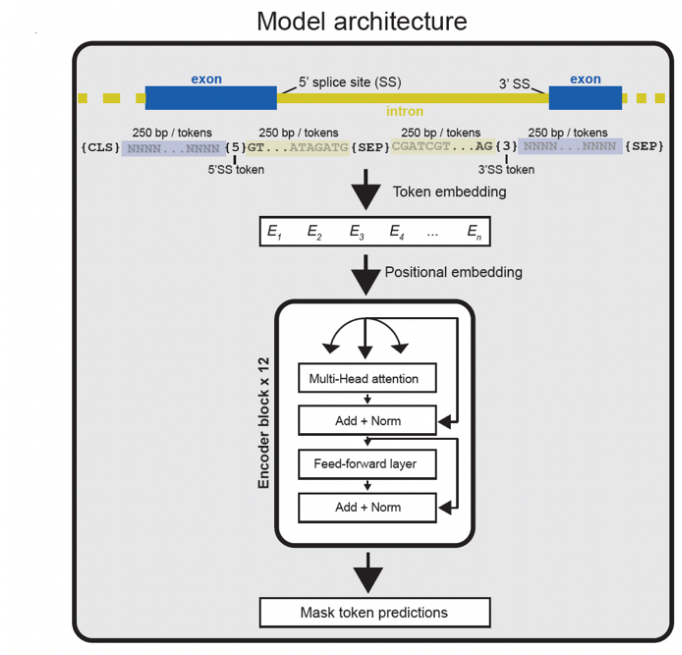 Model architecture
exon
5' splice site (SS)
3' SS
exon
intron
250 bp / tokens 250 bp / tokens 250 bp / tokens 250 bp / tokens
{CLS} NNNN...NNNN {5}GT...ATAGATG{SEP}CGATCGT...AG{3} NNNN...NNNN {SEP}
5'SS token 3'SS token
Token embedding
E1 E2 E3 E4 ... En
Positional embedding
Encoder block x 12
Multi-Head attention
Add + Norm
Feed-forward layer
Add + Norm
Mask token predictions